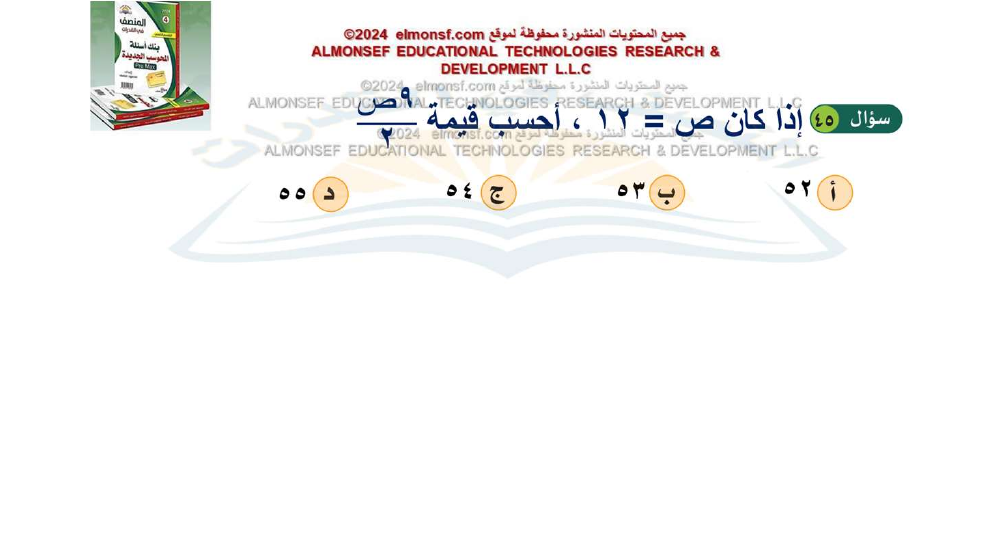 المنصف
في القدرات
بنك أسئلة
المحوسب الجديدة
Pro Max
جميع المحتويات المنشورة محفوظة لموقع elmonsf.com ©2024
ALMONSEF EDUCATIONAL TECHNOLOGIES RESEARCH &
DEVELOPMENT L.L.C
جميع المحتويات المنشورة محفوظة لموقع elmonsf.com ©2024
ALMONSEF EDUCATIONAL TECHNOLOGIES RESEARCH & DEVELOPMENT L.L.C
سؤال ٤٥ إذا كان ص = ١٢ ، أحسب قيمة ٩ص/٢
جميع المحتويات المنشورة محفوظة لموقع elmonsf.com ©2024
ALMONSEF EDUCATIONAL TECHNOLOGIES RESEARCH & DEVELOPMENT L.L.C
أ ٥٢ ب ٥٣ ج ٥٤ د ٥٥